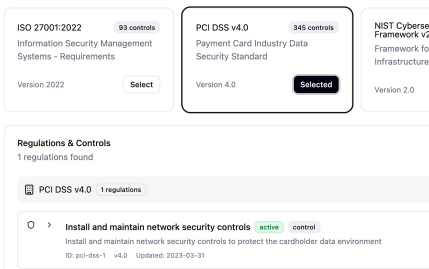 ISO 27001:2022
93 controls
Information Security Management
Systems - Requirements
Version 2022
Select
PCI DSS v4.0
345 controls
Payment Card Industry Data
Security Standard
Version 4.0
Selected
NIST
Framework
Framework
Infrastructure
Version 2.0
Regulations & Controls
1 regulations found
PCI DSS v4.0
1 regulations
Install and maintain network security controls
active
control
Install and maintain network security controls to protect the cardholder data environment
ID: pci-dss-1 v4.0 Updated: 2023-03-31